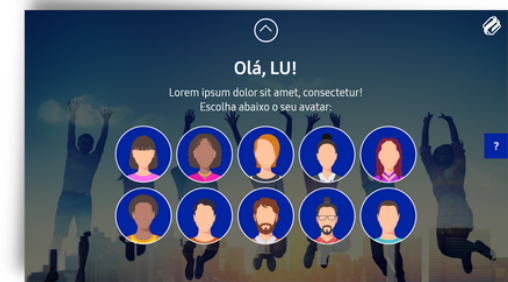 Olá, LU!
Lorem ipsum dolor sit amet, consectetur!
Escolha abaixo o seu avatar:
?